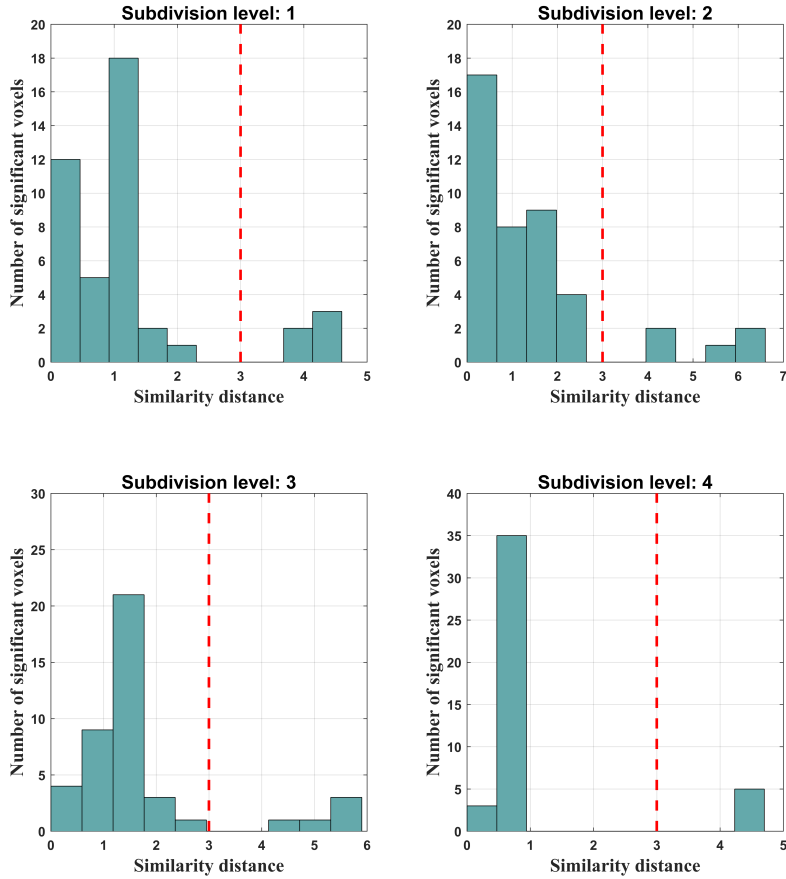 Subdivision level: 1
20
18
16
14
12
10
8
6
4
2
0
Number of significant voxels
0 1 2 3 4 5
Similarity distance
Subdivision level: 2
20
18
16
14
12
10
8
6
4
2
0
Number of significant voxels
0 1 2 3 4 5 6 7
Similarity distance
Subdivision level: 3
30
25
20
15
10
5
0
Number of significant voxels
0 1 2 3 4 5 6
Similarity distance
Subdivision level: 4
40
35
30
25
20
15
10
5
0
Number of significant voxels
0 1 2 3 4 5
Similarity distance